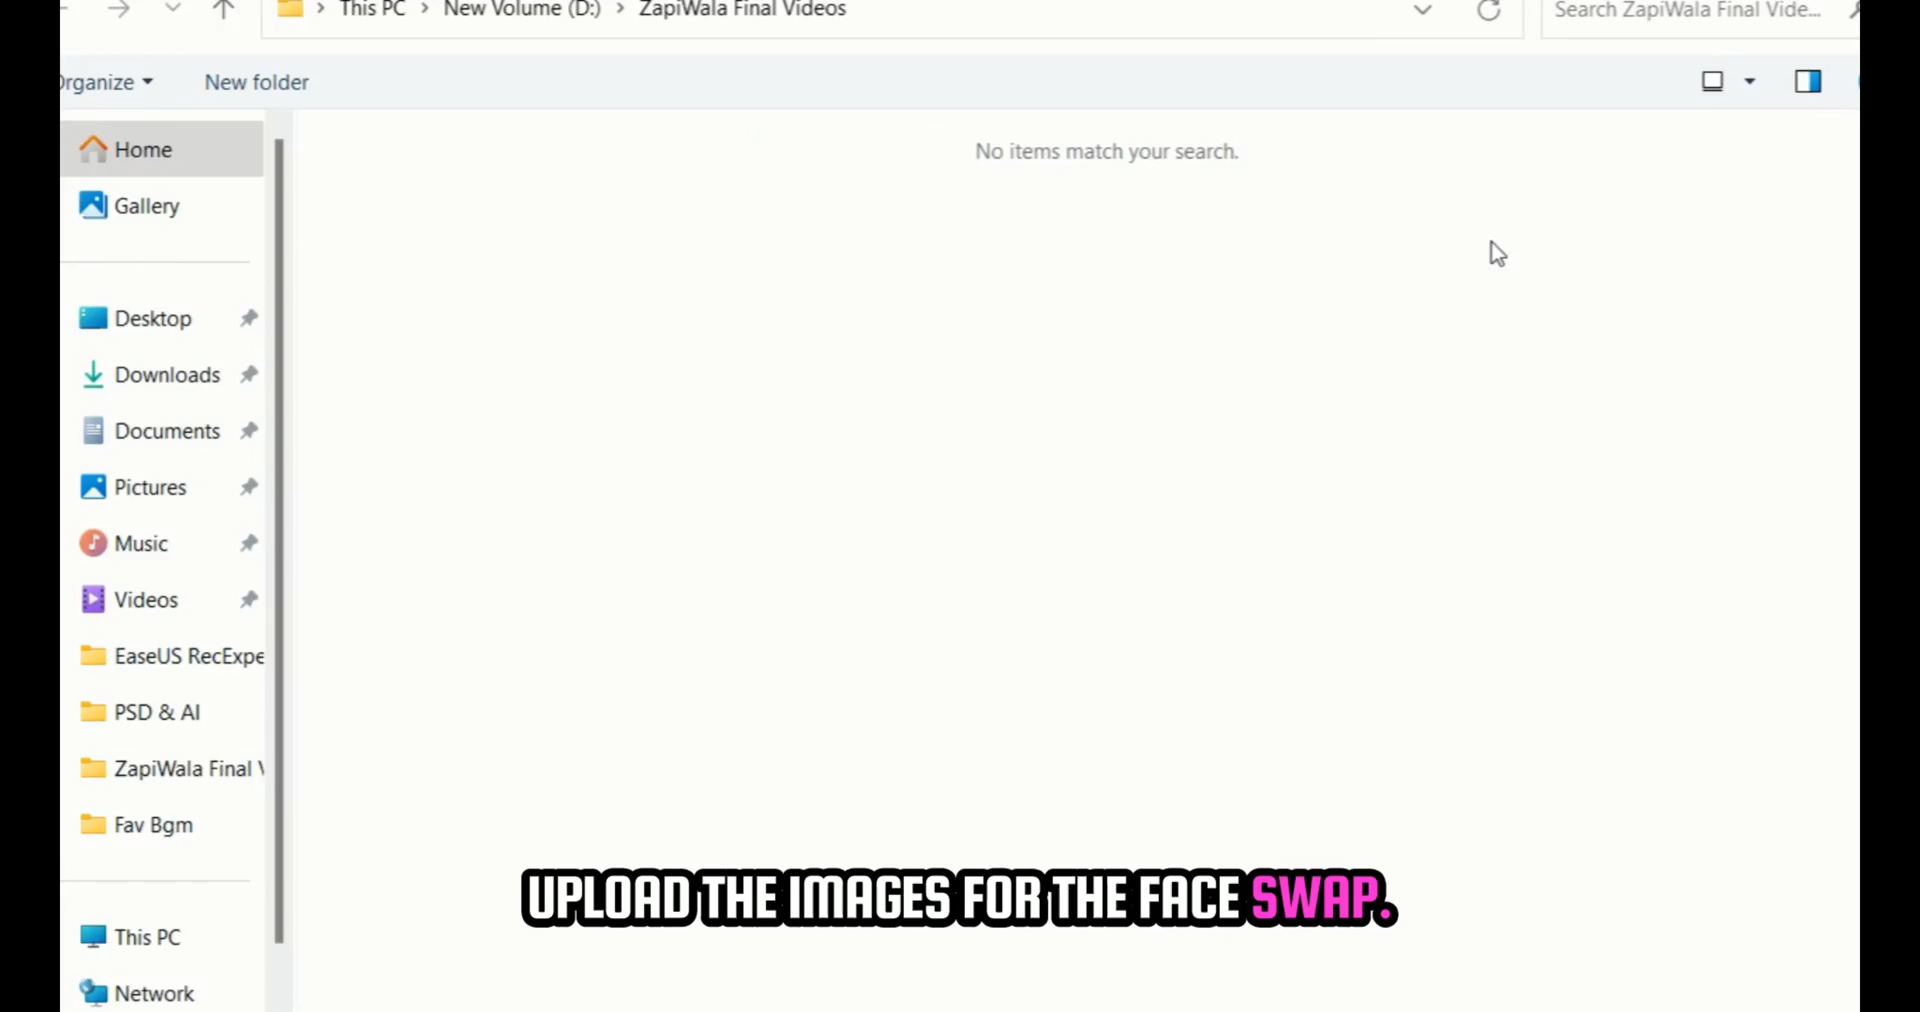 This PC > New Volume (D:) > ZapiWala Final Videos
Search ZapiWala Final Vide...
Organize
New folder
Home
No items match your search.
Gallery
Desktop
Downloads
Documents
Pictures
Music
Videos
EaseUS RecExpe
PSD & AI
ZapiWala Final V
Fav Bgm
UPLOAD THE IMAGES FOR THE FACE SWAP.
This PC
Network